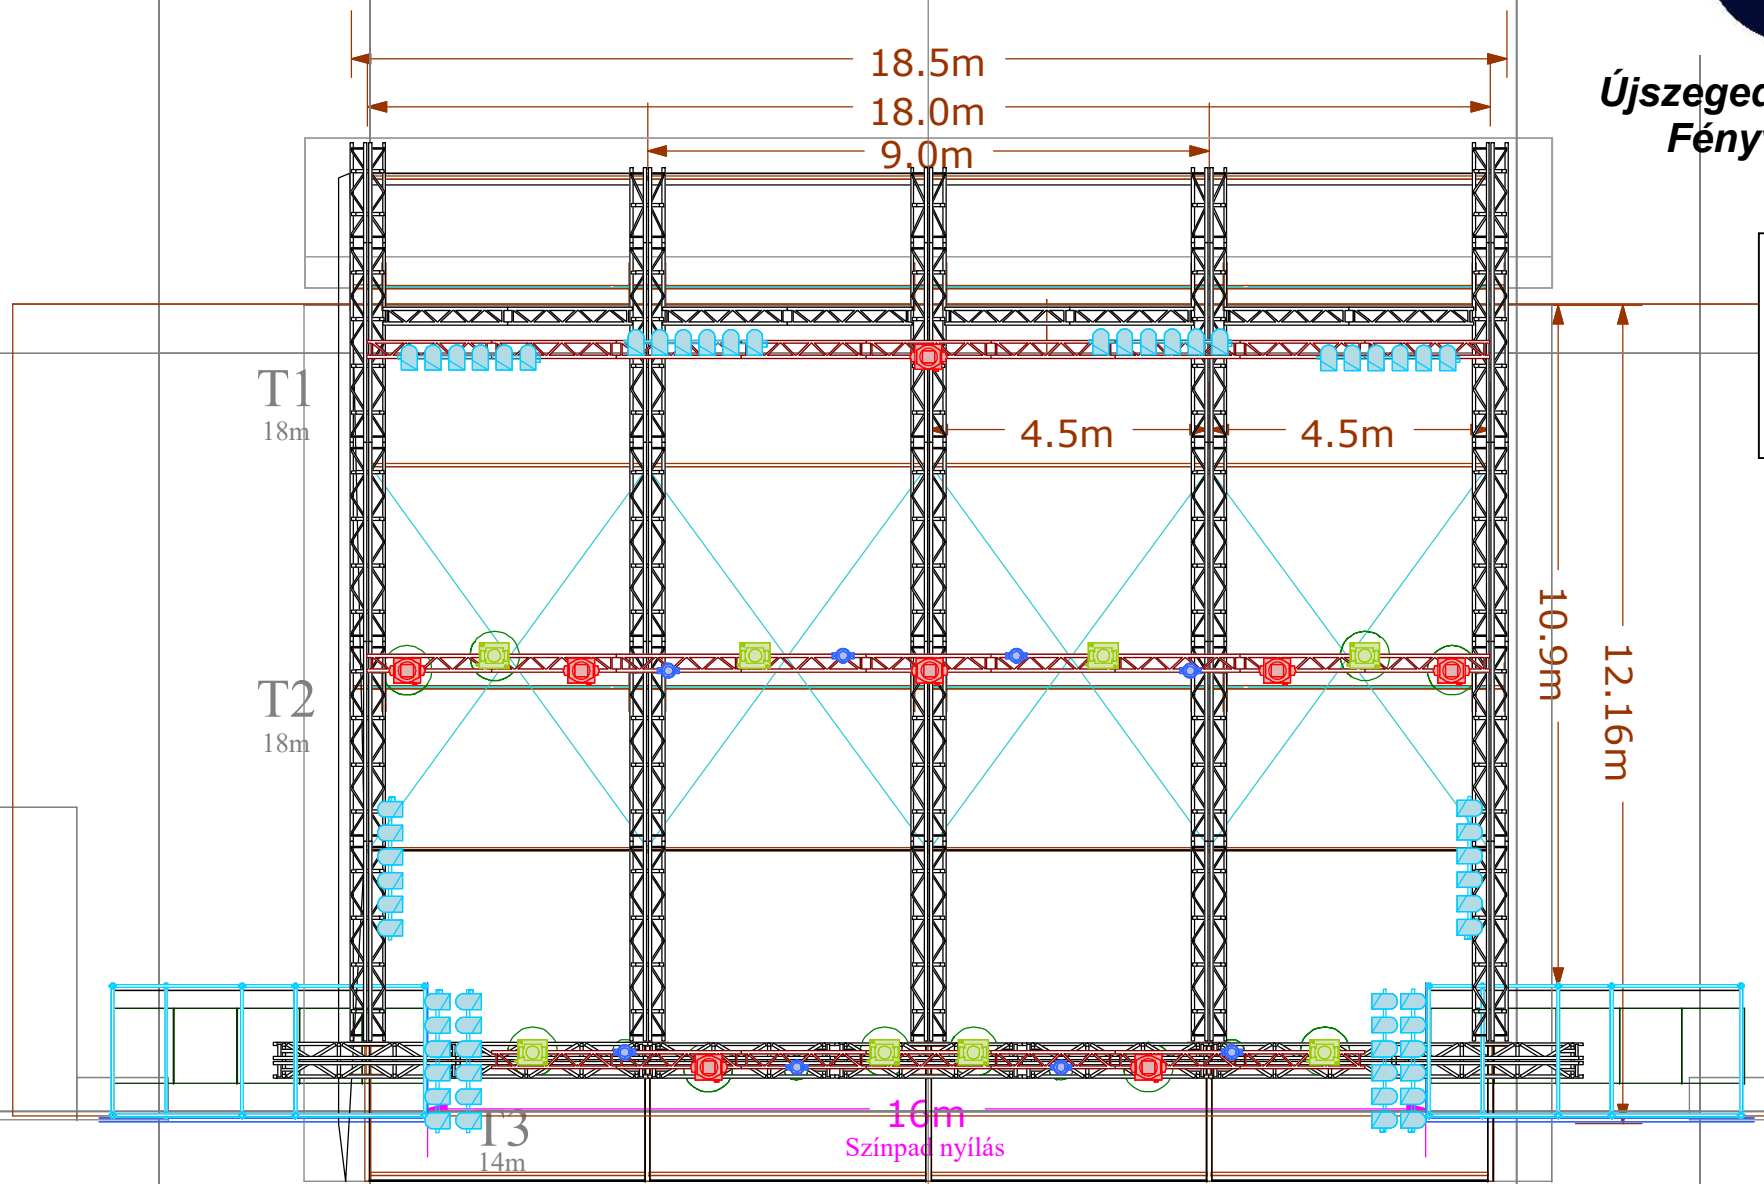 18.5m
18.0m
9.0m
Újszeged
Fény
T1
18m
4.5m
4.5m
T2
18m
10.9m
12.16m
16m
Színpad nyílás
T3
14m